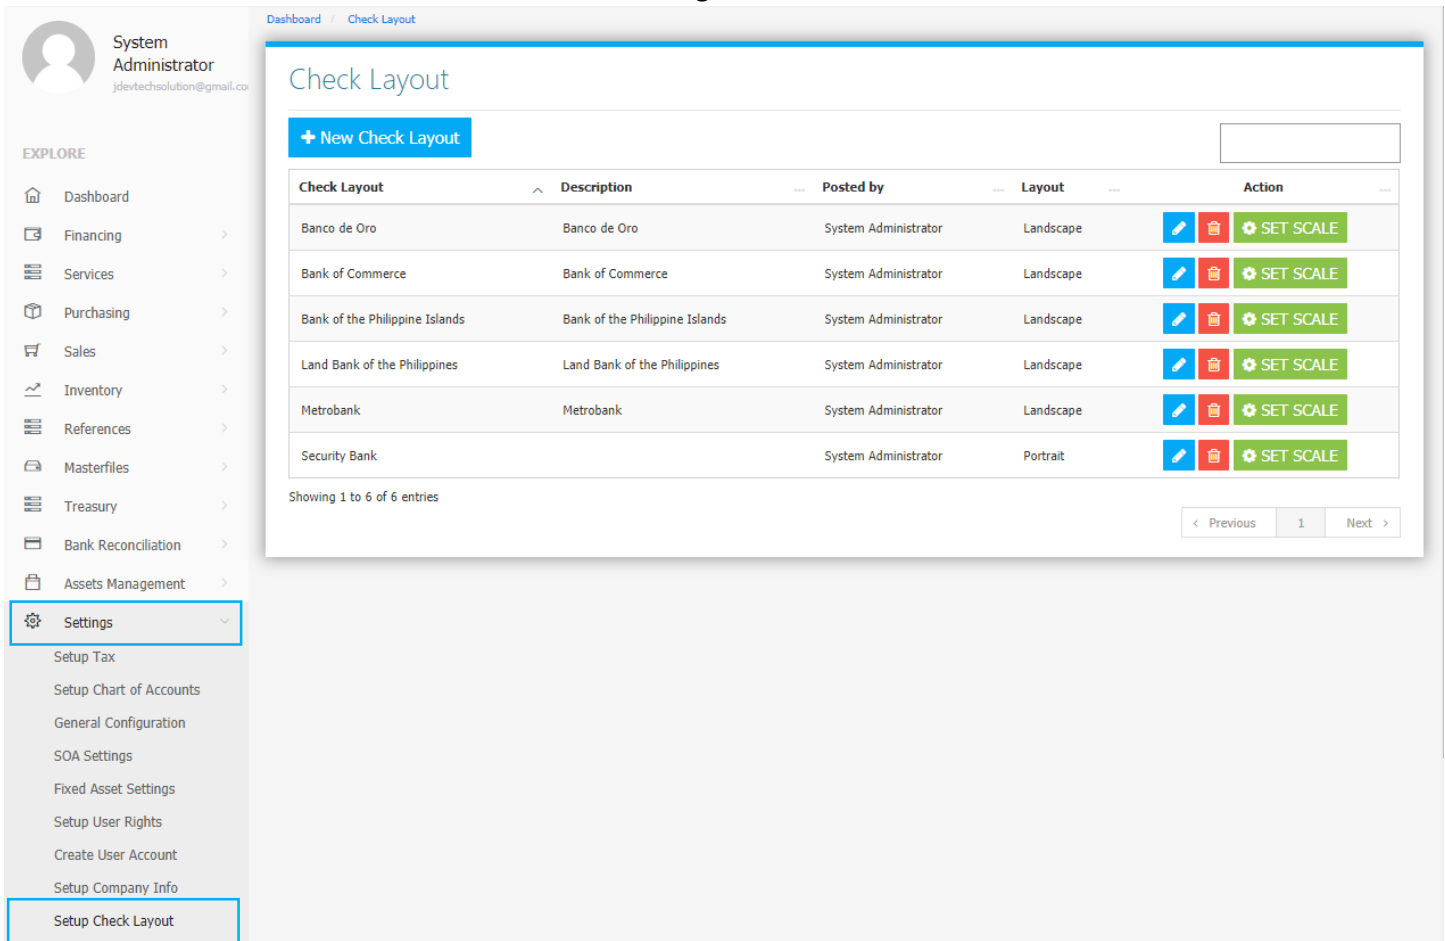 System
Administrator
jdevtechsolution@gmail.co
EXPLORE
Dashboard
Financing
Services
Purchasing
Sales
Inventory
References
Masterfiles
Treasury
Bank Reconciliation
Assets Management
Settings
Setup Tax
Setup Chart of Accounts
General Configuration
SOA Settings
Fixed Asset Settings
Setup User Rights
Create User Account
Setup Company Info
Setup Check Layout
Dashboard / Check Layout
Check Layout
+ New Check Layout
Check Layout Description Posted by Layout Action
Banco de Oro Banco de Oro System Administrator Landscape SET SCALE
Bank of Commerce Bank of Commerce System Administrator Landscape SET SCALE
Bank of the Philippine Islands Bank of the Philippine Islands System Administrator Landscape SET SCALE
Land Bank of the Philippines Land Bank of the Philippines System Administrator Landscape SET SCALE
Metrobank Metrobank System Administrator Landscape SET SCALE
Security Bank System Administrator Portrait SET SCALE
Showing 1 to 6 of 6 entries
< Previous 1 Next >